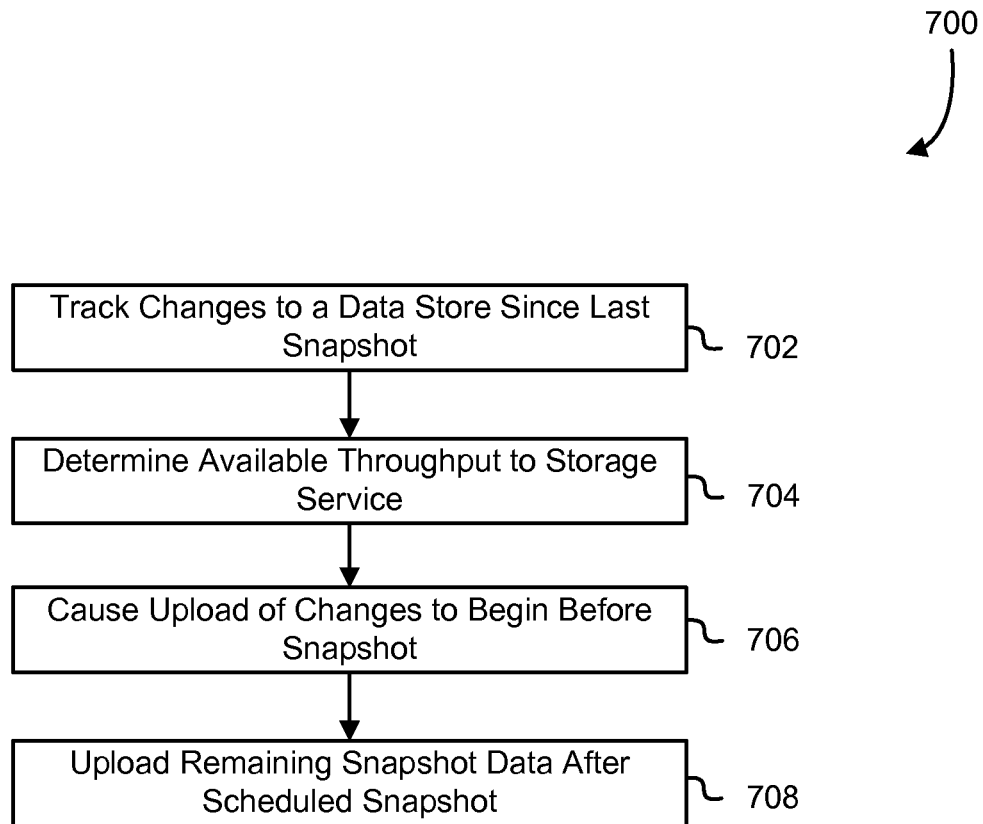 700
Track Changes to a Data Store Since Last
Snapshot
702
Determine Available Throughput to Storage
Service
704
Cause Upload of Changes to Begin Before
Snapshot
706
Upload Remaining Snapshot Data After
Scheduled Snapshot
708